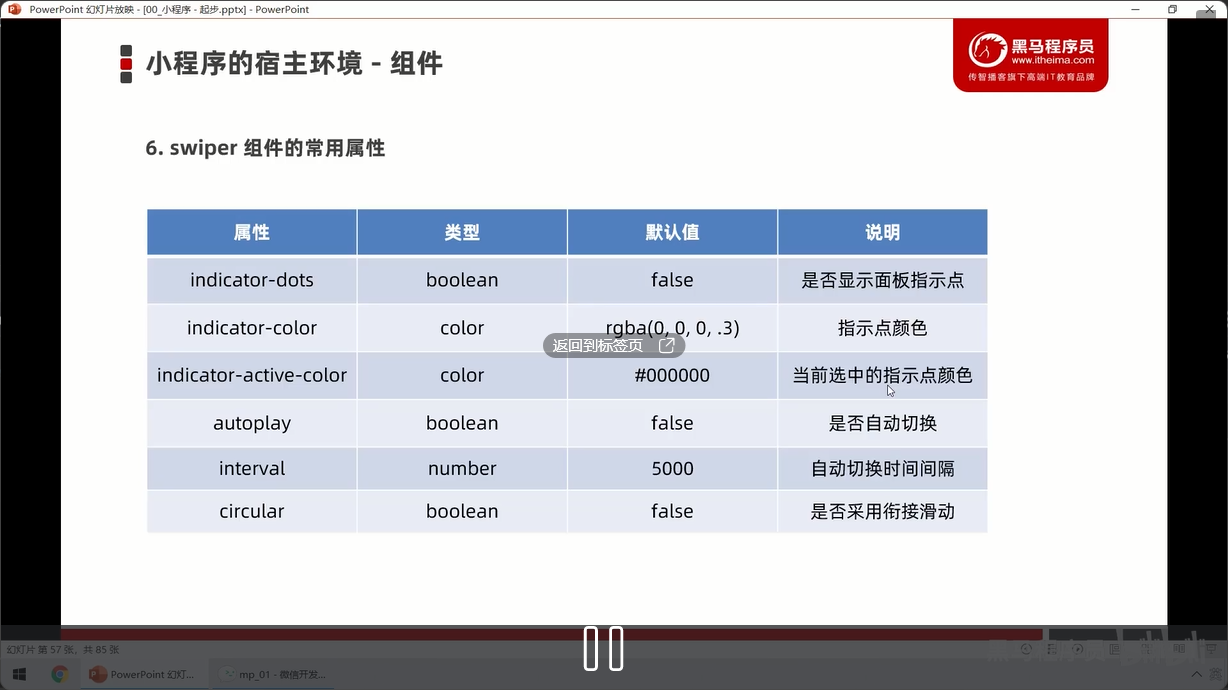 PowerPoint 幻灯片放映 - [00_小程序 - 起步.pptx] - PowerPoint
小程序的宿主环境 - 组件
黑马程序员
www.itheima.com
传智播客旗下高端IT教育品牌
6. swiper 组件的常用属性
属性 类型 默认值 说明
indicator-dots boolean false 是否显示面板指示点
indicator-color color rgba(0, 0, 0, .3) 指示点颜色
返回到标签页
indicator-active-color color #000000 当前选中的指示点颜色
autoplay boolean false 是否自动切换
interval number 5000 自动切换时间间隔
circular boolean false 是否采用衔接滑动
幻灯片 第 57 张，共 85 张
黑马程序员
PowerPoint 幻灯...
mp_01 - 微信开发...